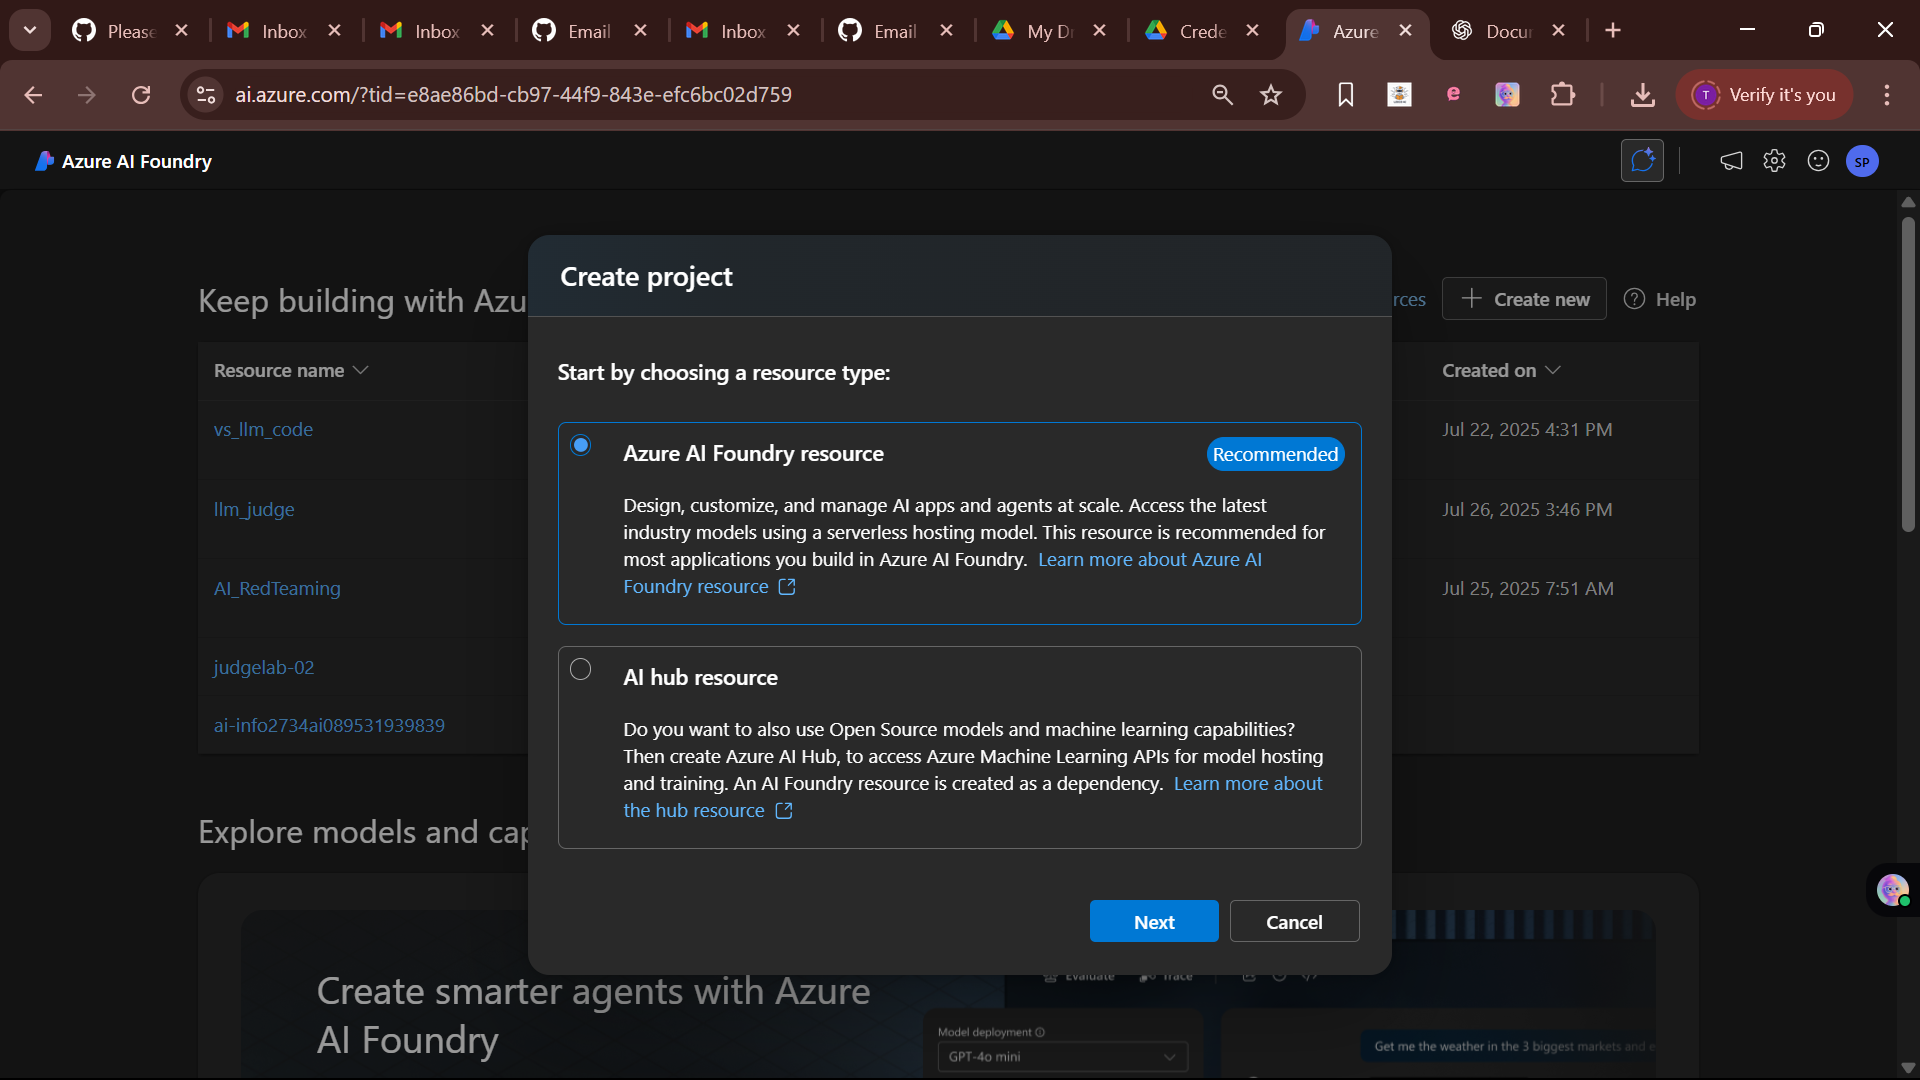 Please
Inbox
Inbox
Email
Inbox
Email
My Dr
Crede
Azure
Docu
ai.azure.com/?tid=e8ae86bd-cb97-44f9-843e-efc6bc02d759
T
Verify it's you
Azure AI Foundry
SP
Keep building with Azu
rces
Create new
Help
Resource name
Created on
vs_llm_code
Jul 22, 2025 4:31 PM
llm_judge
Jul 26, 2025 3:46 PM
AI_RedTeaming
Jul 25, 2025 7:51 AM
judgelab-02
ai-info2734ai089531939839
Create project
Start by choosing a resource type:
Azure AI Foundry resource
Recommended
Design, customize, and manage AI apps and agents at scale. Access the latest
industry models using a serverless hosting model. This resource is recommended for
most applications you build in Azure AI Foundry. Learn more about Azure AI
Foundry resource
AI hub resource
Do you want to also use Open Source models and machine learning capabilities?
Then create Azure AI Hub, to access Azure Machine Learning APIs for model hosting
and training. An AI Foundry resource is created as a dependency. Learn more about
the hub resource
Next
Cancel
Explore models and cap
Evaluate
Trace
Create smarter agents with Azure
AI Foundry
Model deployment
GPT-4o mini
Get me the weather in the 3 biggest markets and e